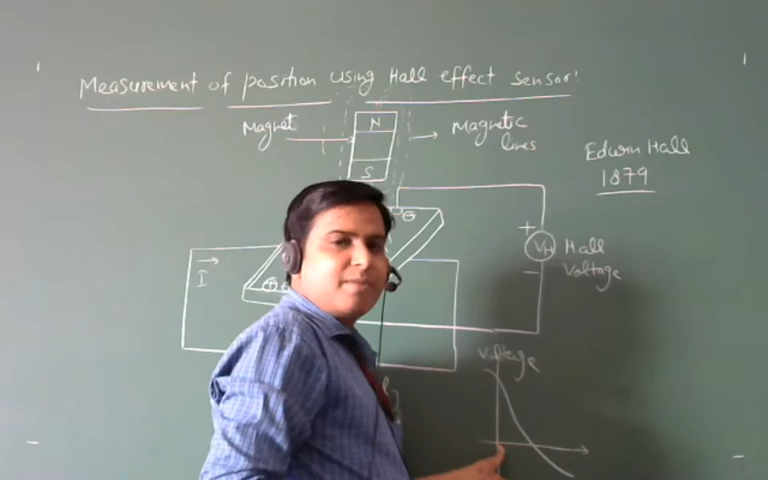 Measurement of position using Hall effect sensor:
Magnet
N
S
Magnetic
lines
Edwin Hall
1879
I
+
VH
-
Hall
Voltage
Voltage